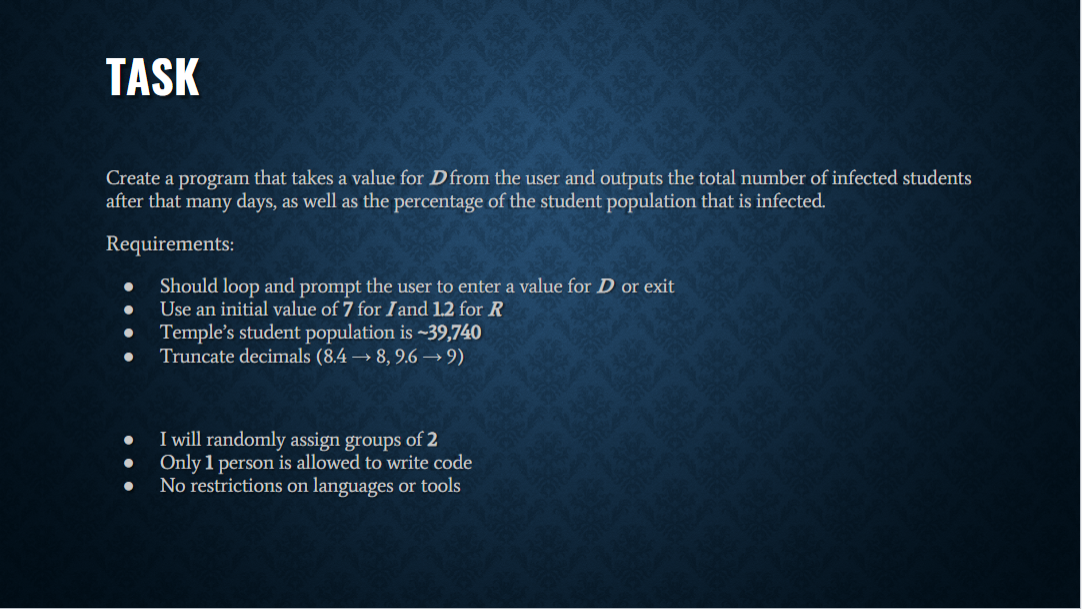 TASK
Create a program that takes a value for D from the user and outputs the total number of infected students
after that many days, as well as the percentage of the student population that is infected.
Requirements:
● Should loop and prompt the user to enter a value for D or exit
● Use an initial value of 7 for I and 1.2 for R
● Temple's student population is ~39,740
● Truncate decimals (8.4 → 8, 9.6 → 9)
● I will randomly assign groups of 2
● Only 1 person is allowed to write code
● No restrictions on languages or tools